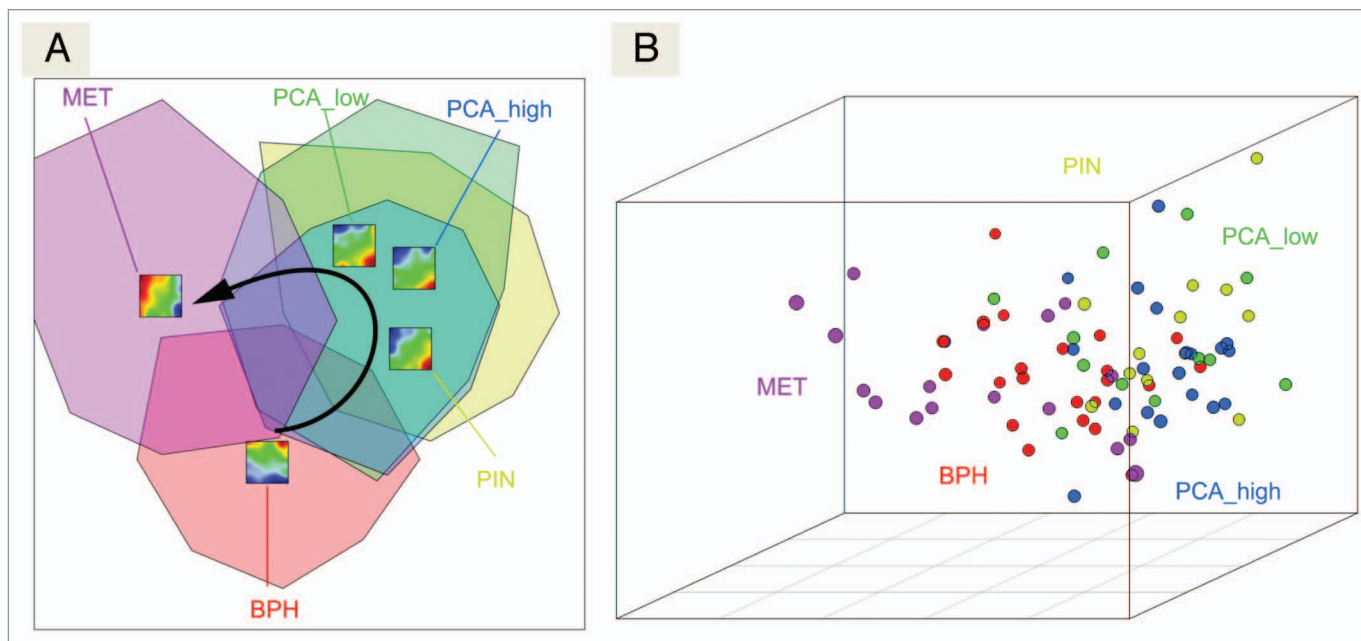 A
B
MET
PCA_low
PCA_high
PIN
BPH
PIN
PCA_low
MET
BPH
PCA_high